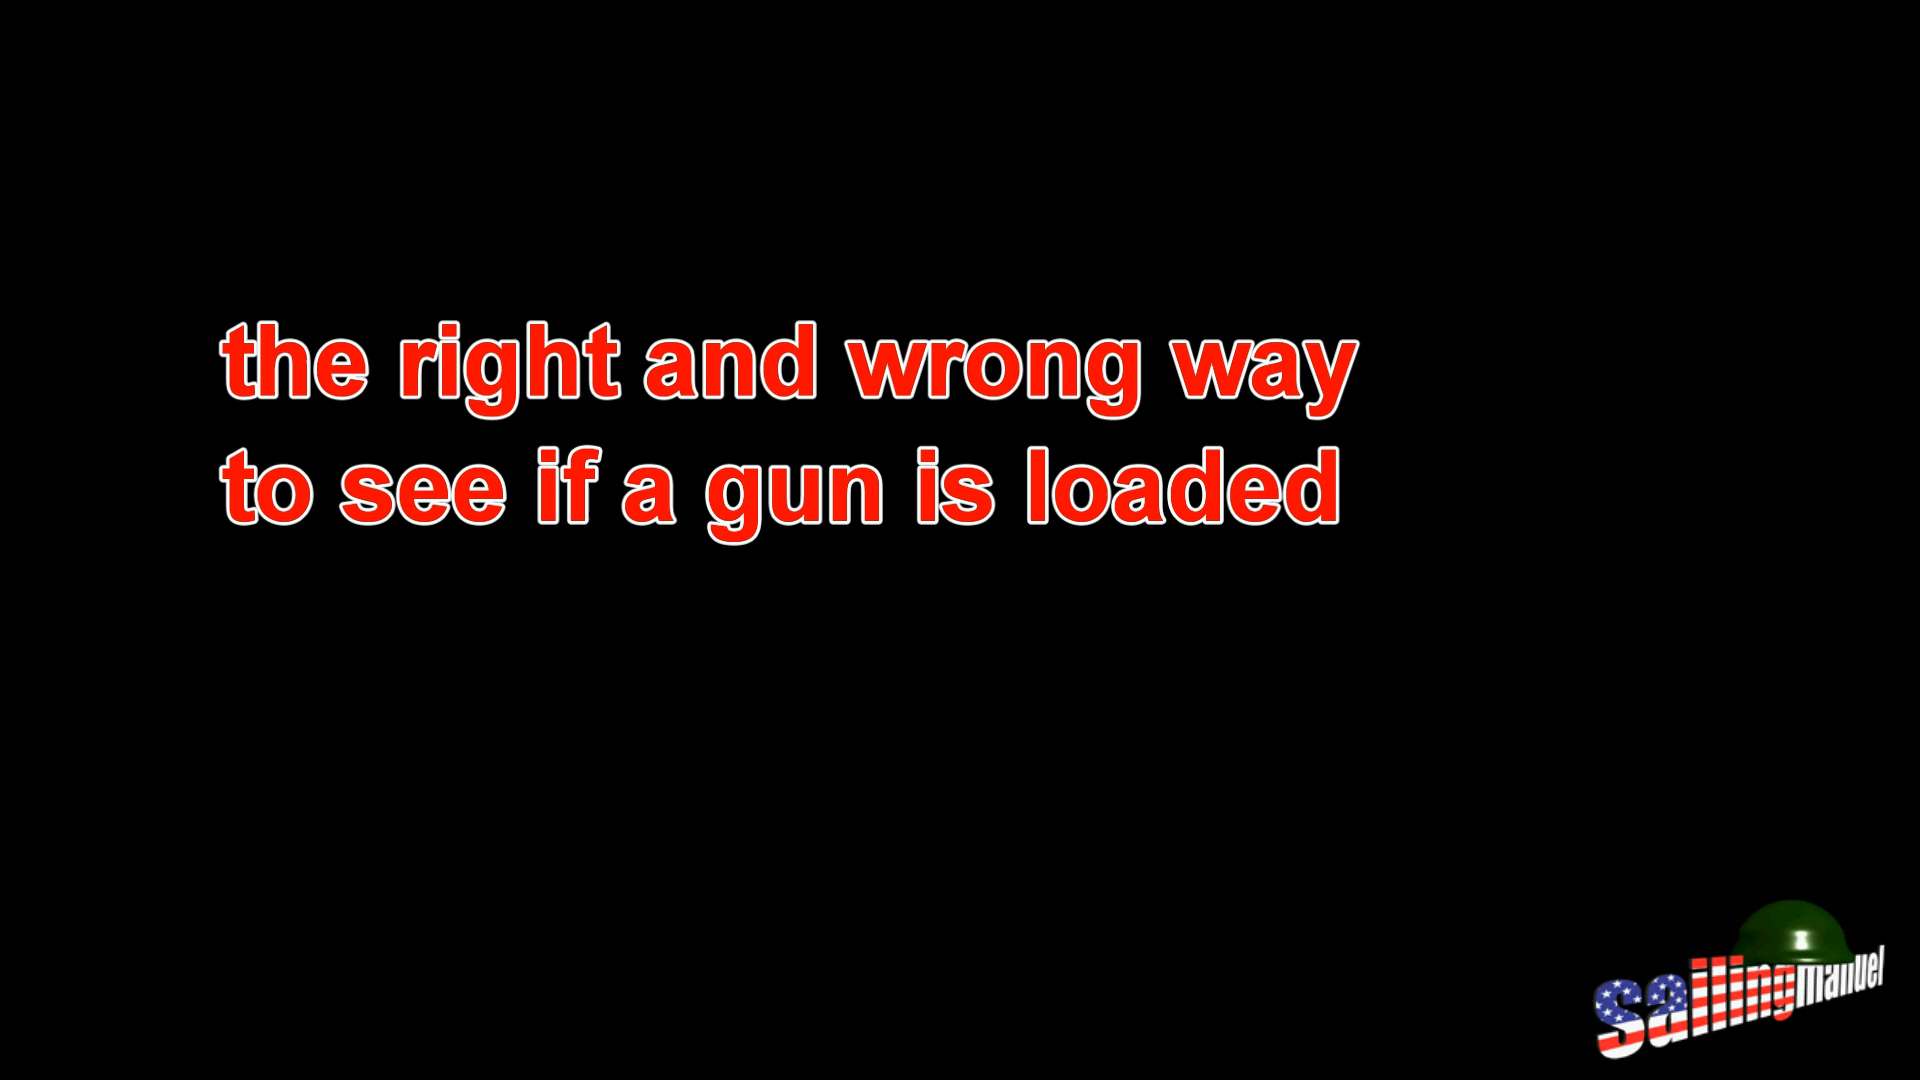 the right and wrong way
to see if a gun is loaded
sailingmanuel